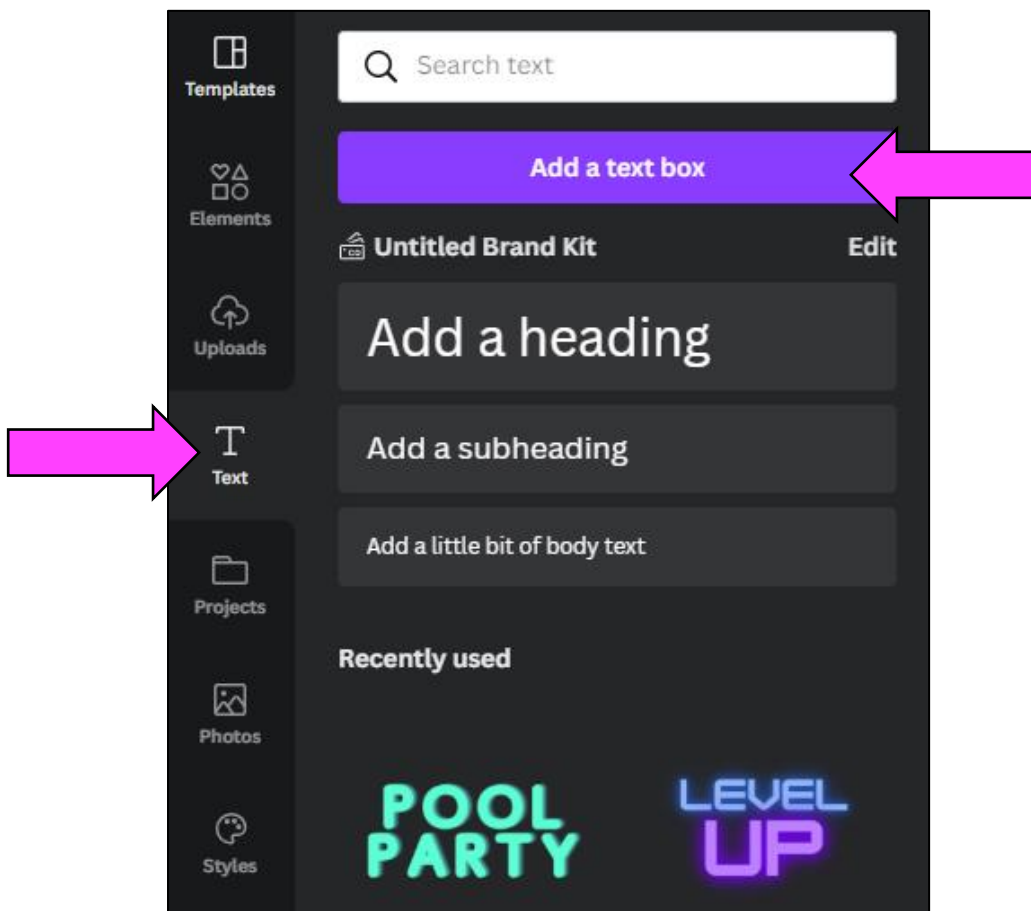 Templates
Elements
Uploads
Text
Projects
Photos
Styles
Search text
Add a text box
Untitled Brand Kit Edit
Add a heading
Add a subheading
Add a little bit of body text
Recently used
POOL
PARTY
LEVEL
UP